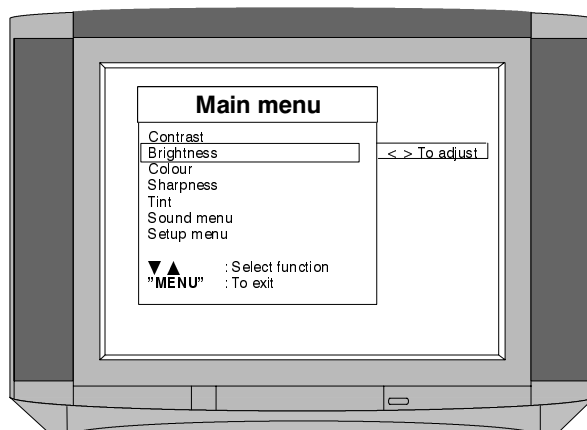 Main menu
Contrast
Brightness
< > To adjust
Colour
Sharpness
Tint
Sound menu
Setup menu
▼ ▲ : Select function
”MENU” : To exit